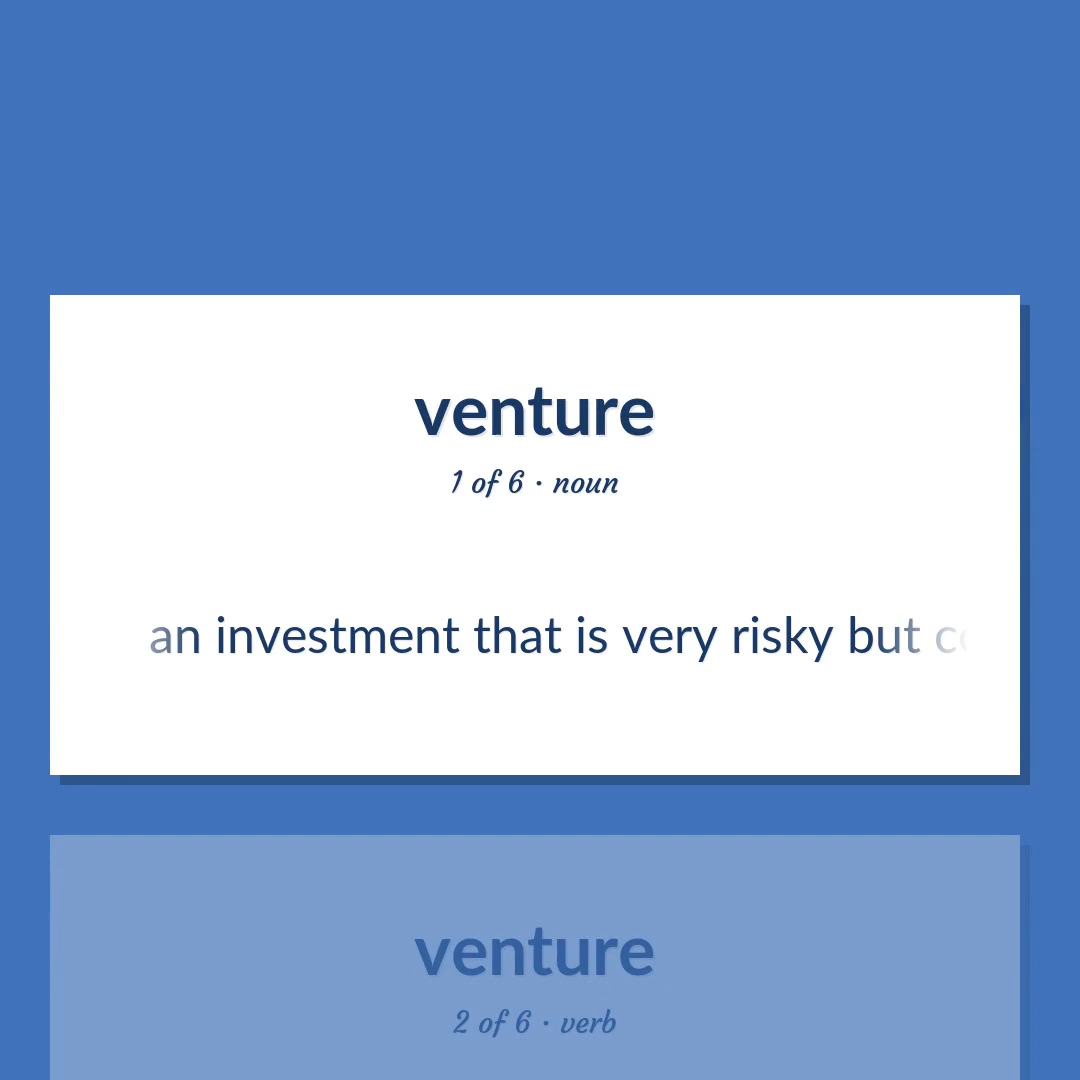 venture
1 of 6 · noun
an investment that is very risky but
venture
2 of 6 · verb